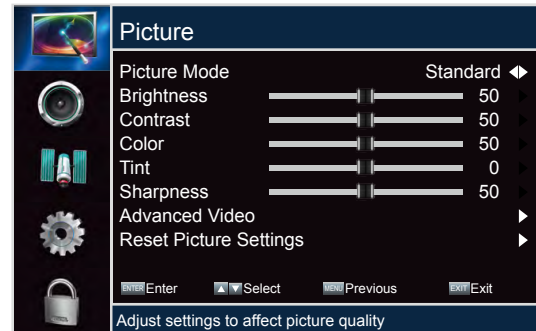 Picture
Picture Mode Standard
Brightness 50
Contrast 50
Color 50
Tint 0
Sharpness 50
Advanced Video
Reset Picture Settings
ENTER Enter ▲ ▼ Select MENU Previous EXIT Exit
Adjust settings to affect picture quality